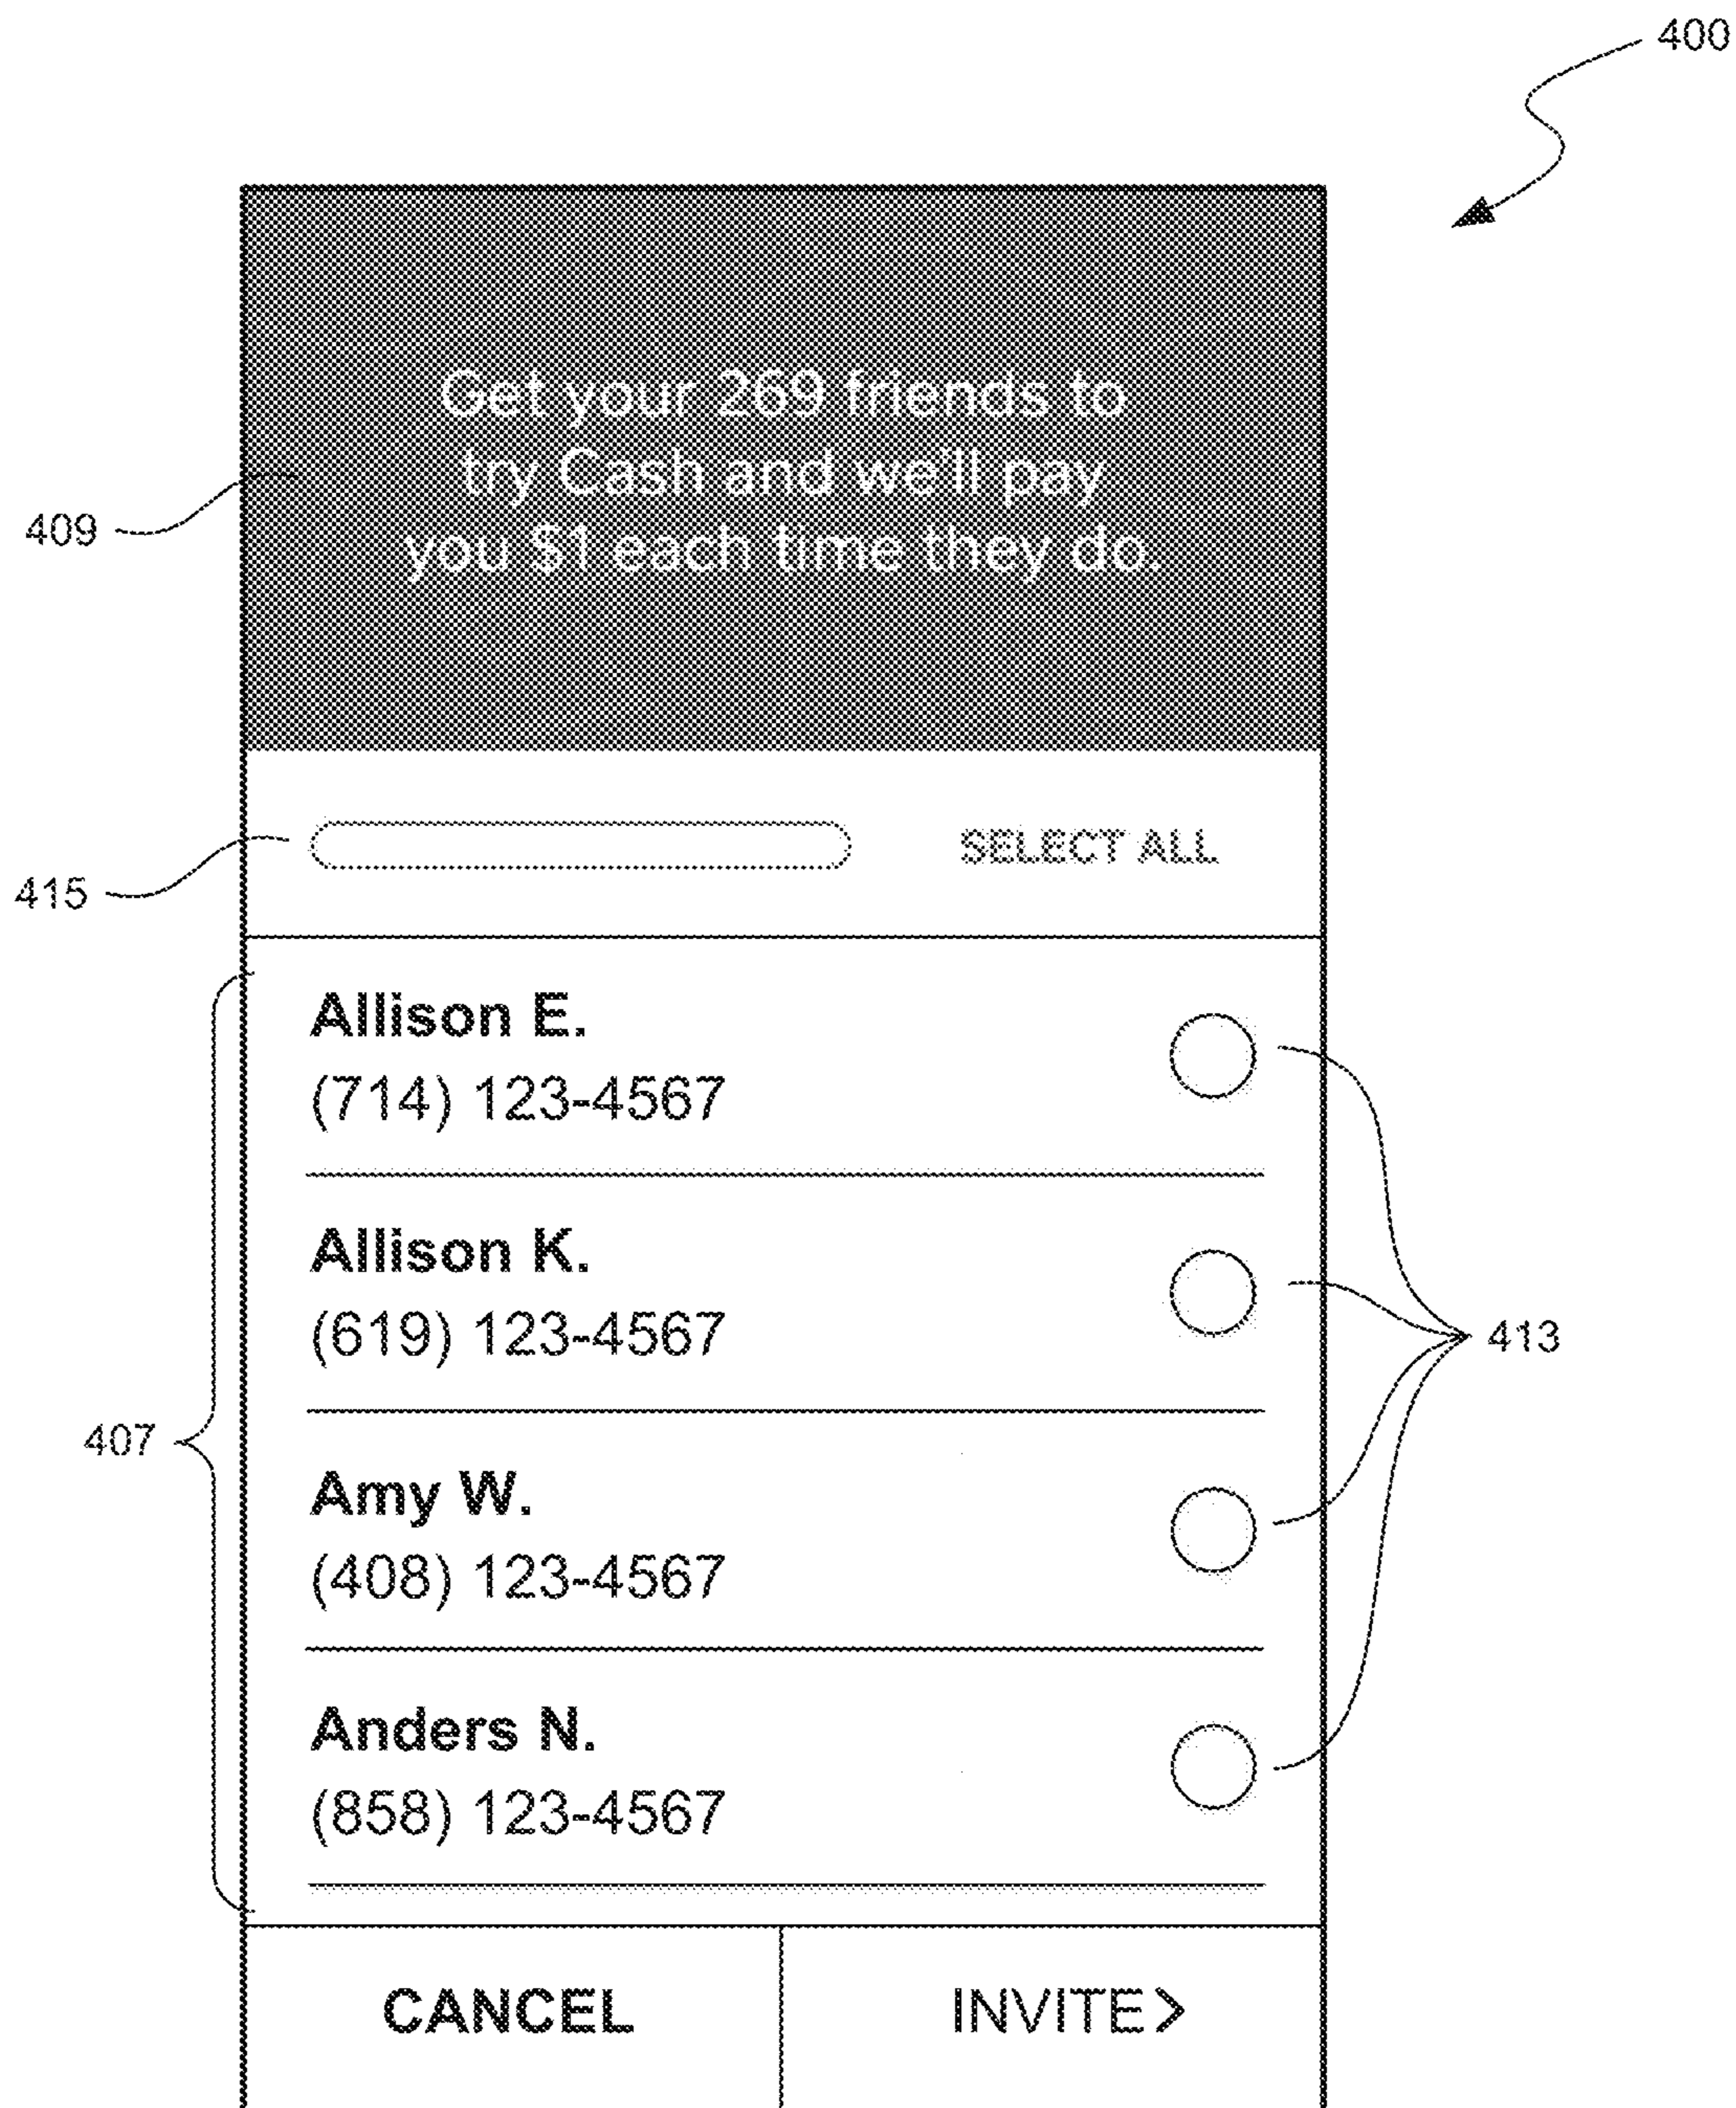 400
Get your 269 friends to
try Cash and we'll pay
you $1 each time they do.
409
SELECT ALL
415
Allison E.
(714) 123-4567
Allison K.
(619) 123-4567
413
407
Amy W.
(408) 123-4567
Anders N.
(858) 123-4567
CANCEL
INVITE >